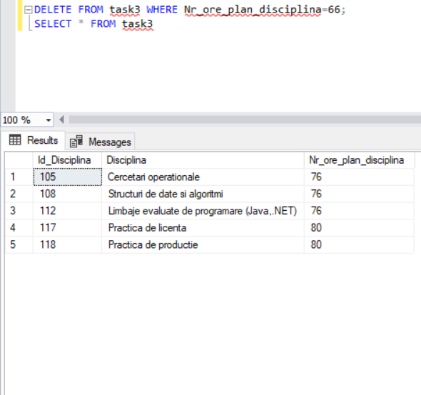 DELETE FROM task3 WHERE Nr_ore_plan_disciplina=66;
SELECT * FROM task3
100 %
Results Messages
Id_Disciplina Disciplina Nr_ore_plan_disciplina
1 105 Cercetari operationale 76
2 108 Structuri de date si algoritmi 76
3 112 Limbaje evaluate de programare (Java,.NET) 76
4 117 Practica de licenta 80
5 118 Practica de productie 80